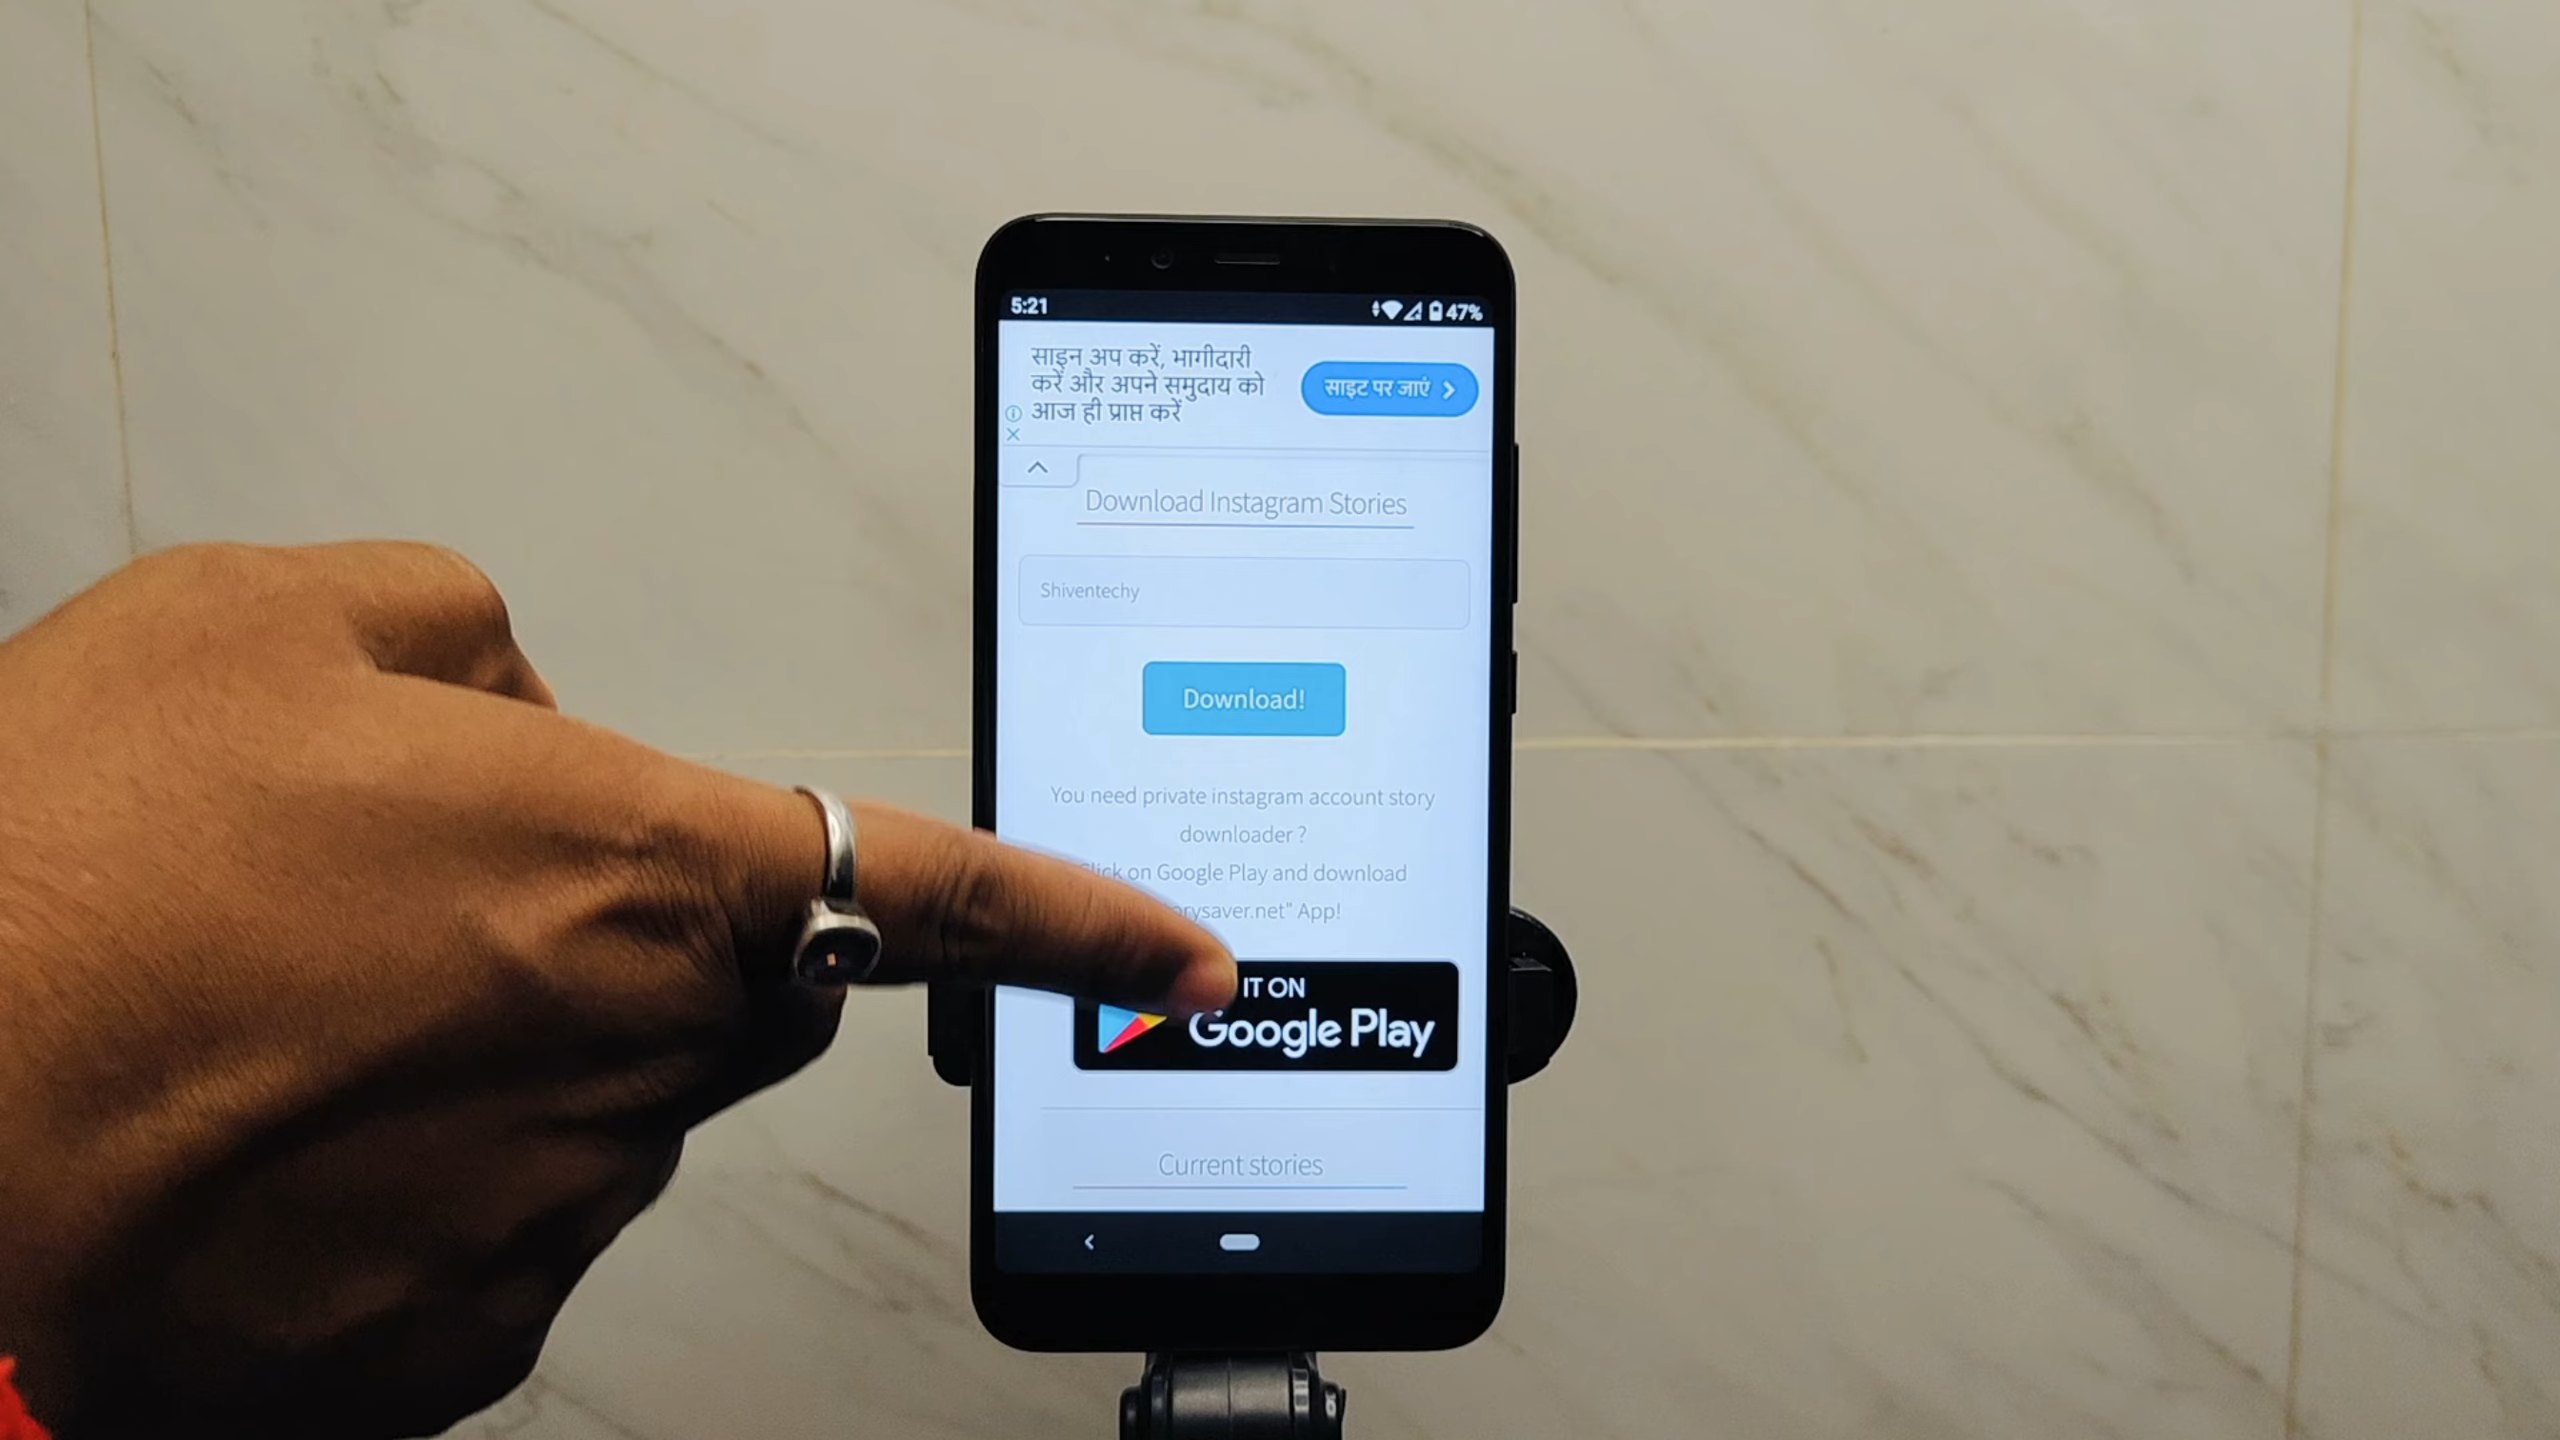 5:21
47%
साइन अप करें, भागीदारी
करें और अपने समुदाय को
आज ही प्राप्त करें
साइट पर जाएं
Download Instagram Stories
Shiventechy
Download!
You need private instagram account story
downloader ?
Click on Google Play and download
orysaver.net" App!
IT ON
Google Play
Current stories